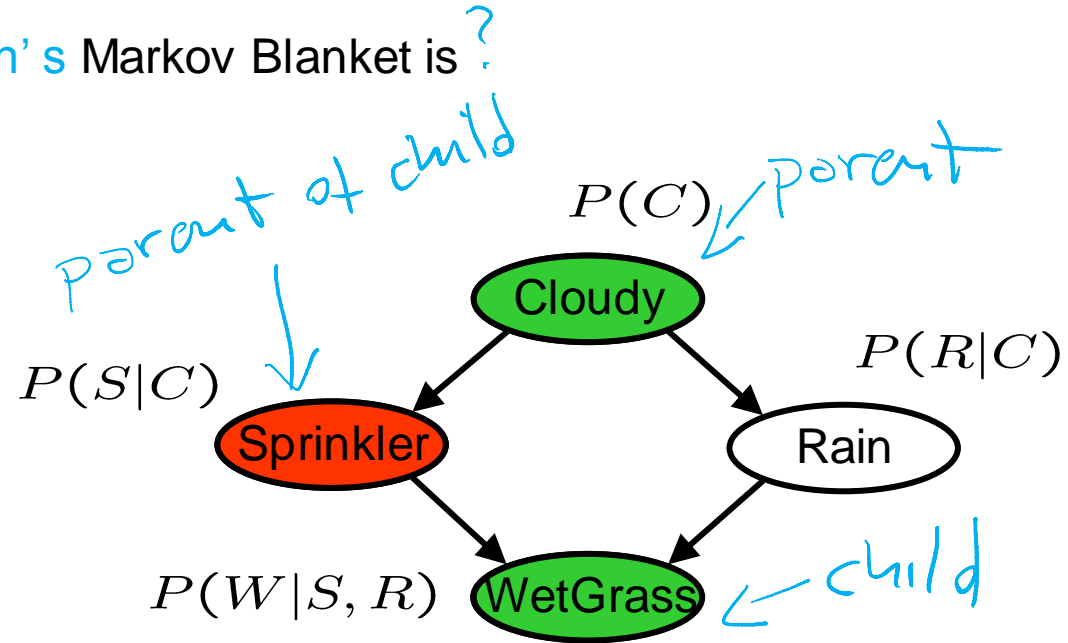 n's Markov Blanket is ?
parent of child
P(C)
parent
Cloudy
P(R|C)
P(S|C)
Sprinkler
Rain
P(W|S, R)
WetGrass
child